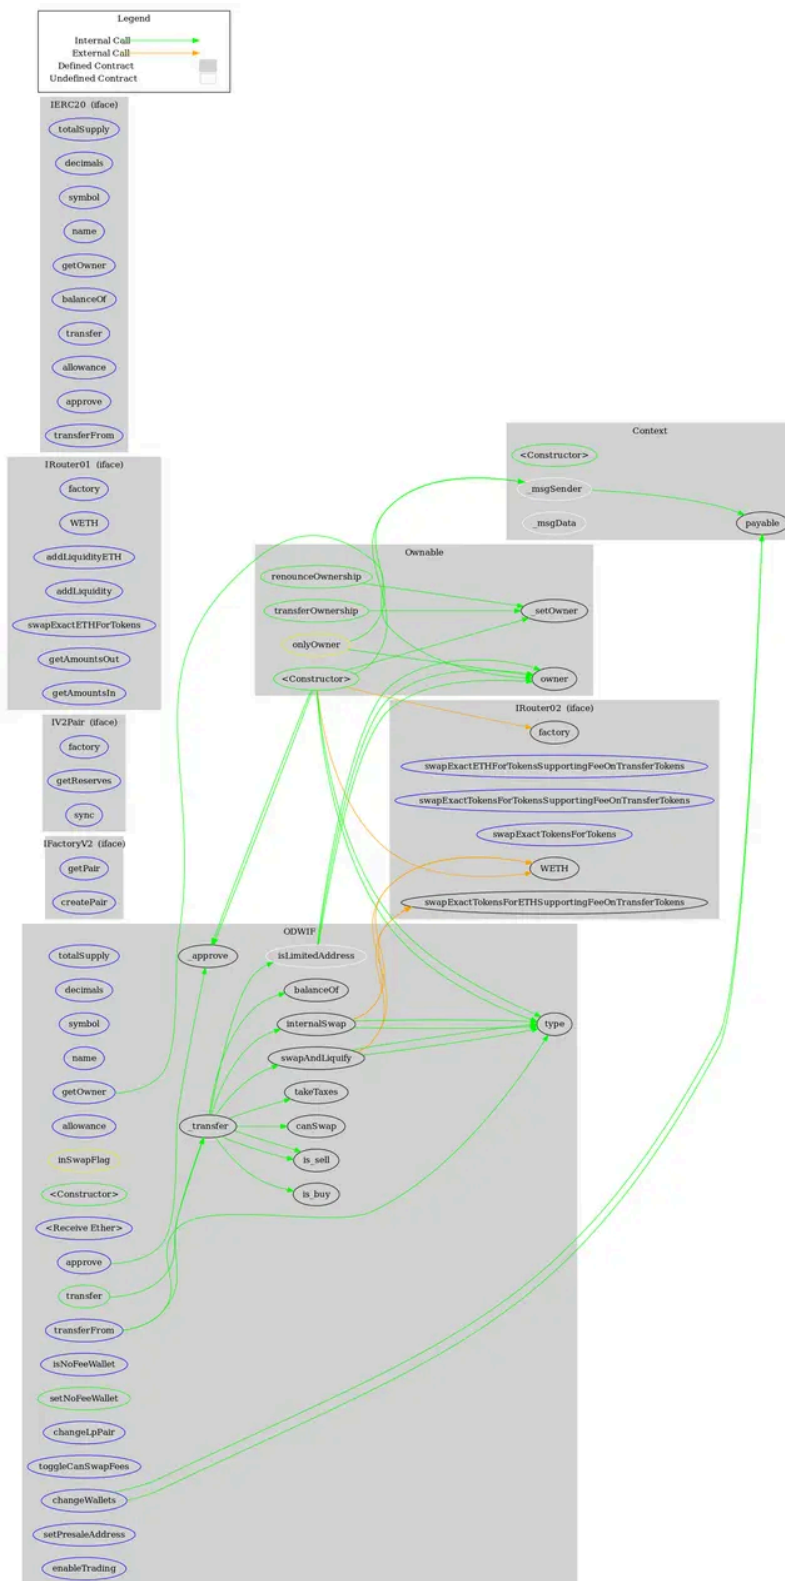 Legend
Internal Call
External Call
Defined Contract
Undefined Contract
IERC20 (iface)
totalSupply
decimals
symbol
name
getOwner
balanceOf
transfer
allowance
approve
transferFrom
IRouter01 (iface)
factory
WETH
addLiquidityETH
addLiquidity
swapExactETHForTokens
getAmountsOut
getAmountsIn
IV2Pair (iface)
factory
getReserves
sync
IFactoryV2 (iface)
getPair
createPair
Context
<Constructor>
_msgSender
_msgData
payable
Ownable
renounceOwnership
transferOwnership
onlyOwner
<Constructor>
_setOwner
owner
IRouter02 (iface)
factory
swapExactETHForTokensSupportingFeeOnTransferTokens
swapExactTokensForTokensSupportingFeeOnTransferTokens
swapExactTokensForTokens
WETH
swapExactTokensForETHSupportingFeeOnTransferTokens
ODWIF
totalSupply
decimals
symbol
name
getOwner
allowance
inSwapFlag
<Constructor>
<Receive Ether>
approve
transfer
transferFrom
isNoFeeWallet
setNoFeeWallet
changeLpPair
toggleCanSwapFees
changeWallets
setPresaleAddress
enableTrading
_approve
_transfer
isLimitedAddress
balanceOf
internalSwap
swapAndLiquify
takeTaxes
canSwap
is_sell
is_buy
type